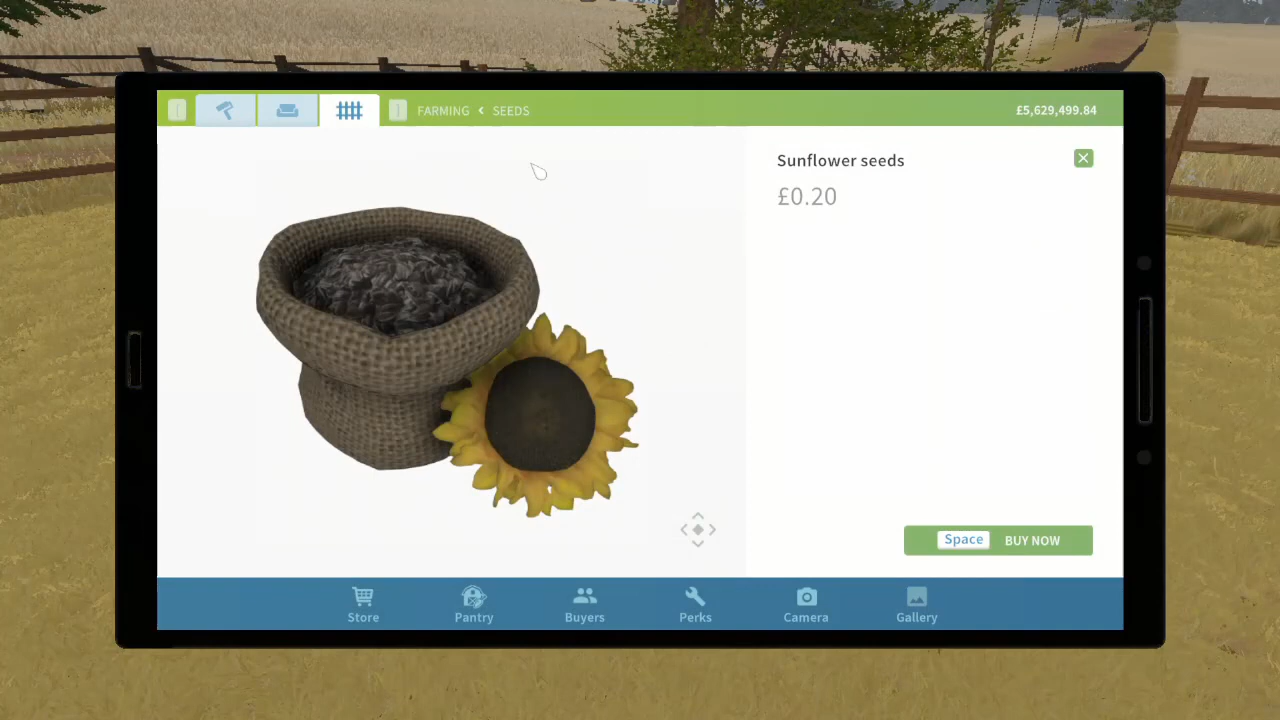 FARMING < SEEDS
£5,629,499.84
Sunflower seeds
£0.20
Space BUY NOW
Store
Pantry
Buyers
Perks
Camera
Gallery